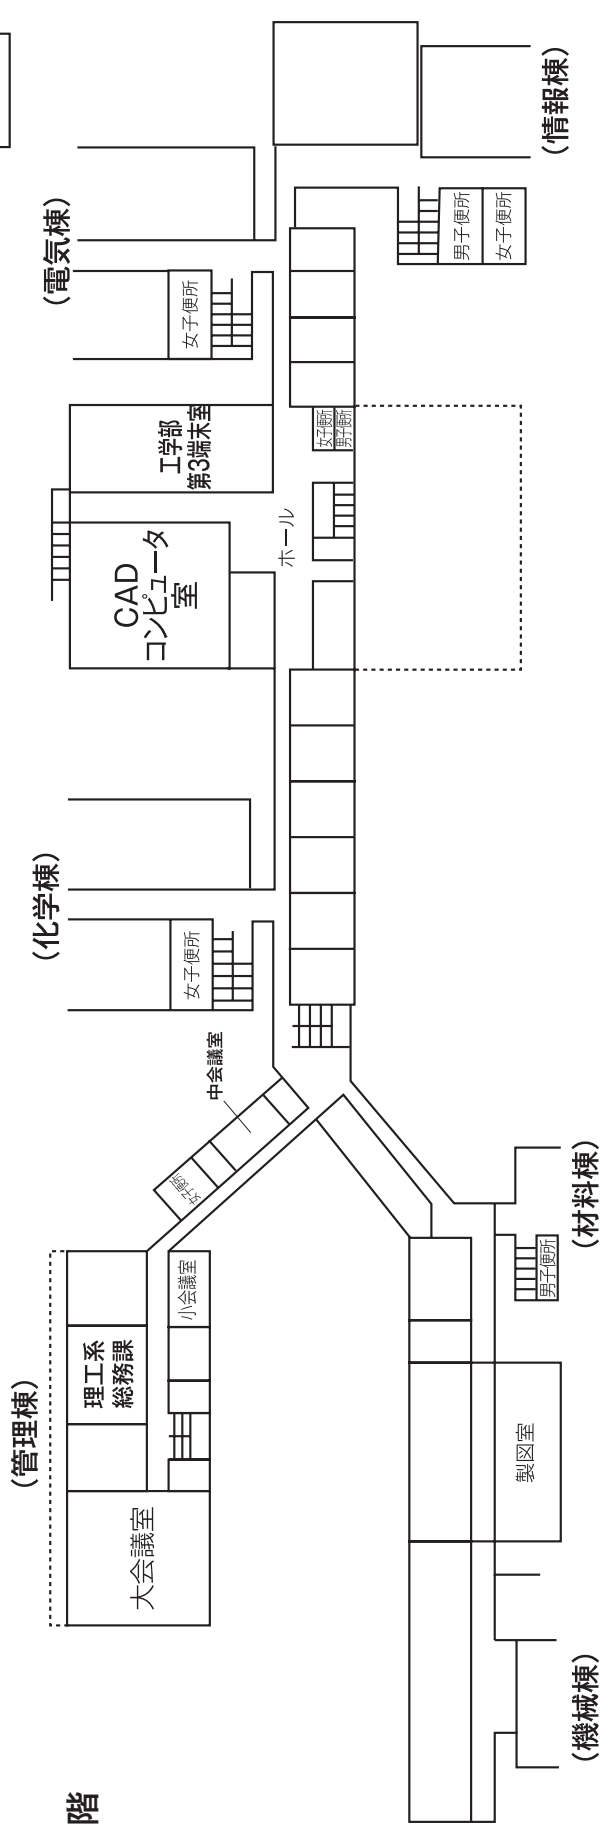 （情報棟）
男子便所
女子便所
（電気棟）
女子便所
工学部
第3端末室
女子便所
男子便所
ホール
CAD
コンピュータ
室
（化学棟）
女子便所
中会議室
女子便所
（材料棟）
男子便所
小会議室
理工系
総務課
（管理棟）
製図室
大会議室
（機械棟）
階